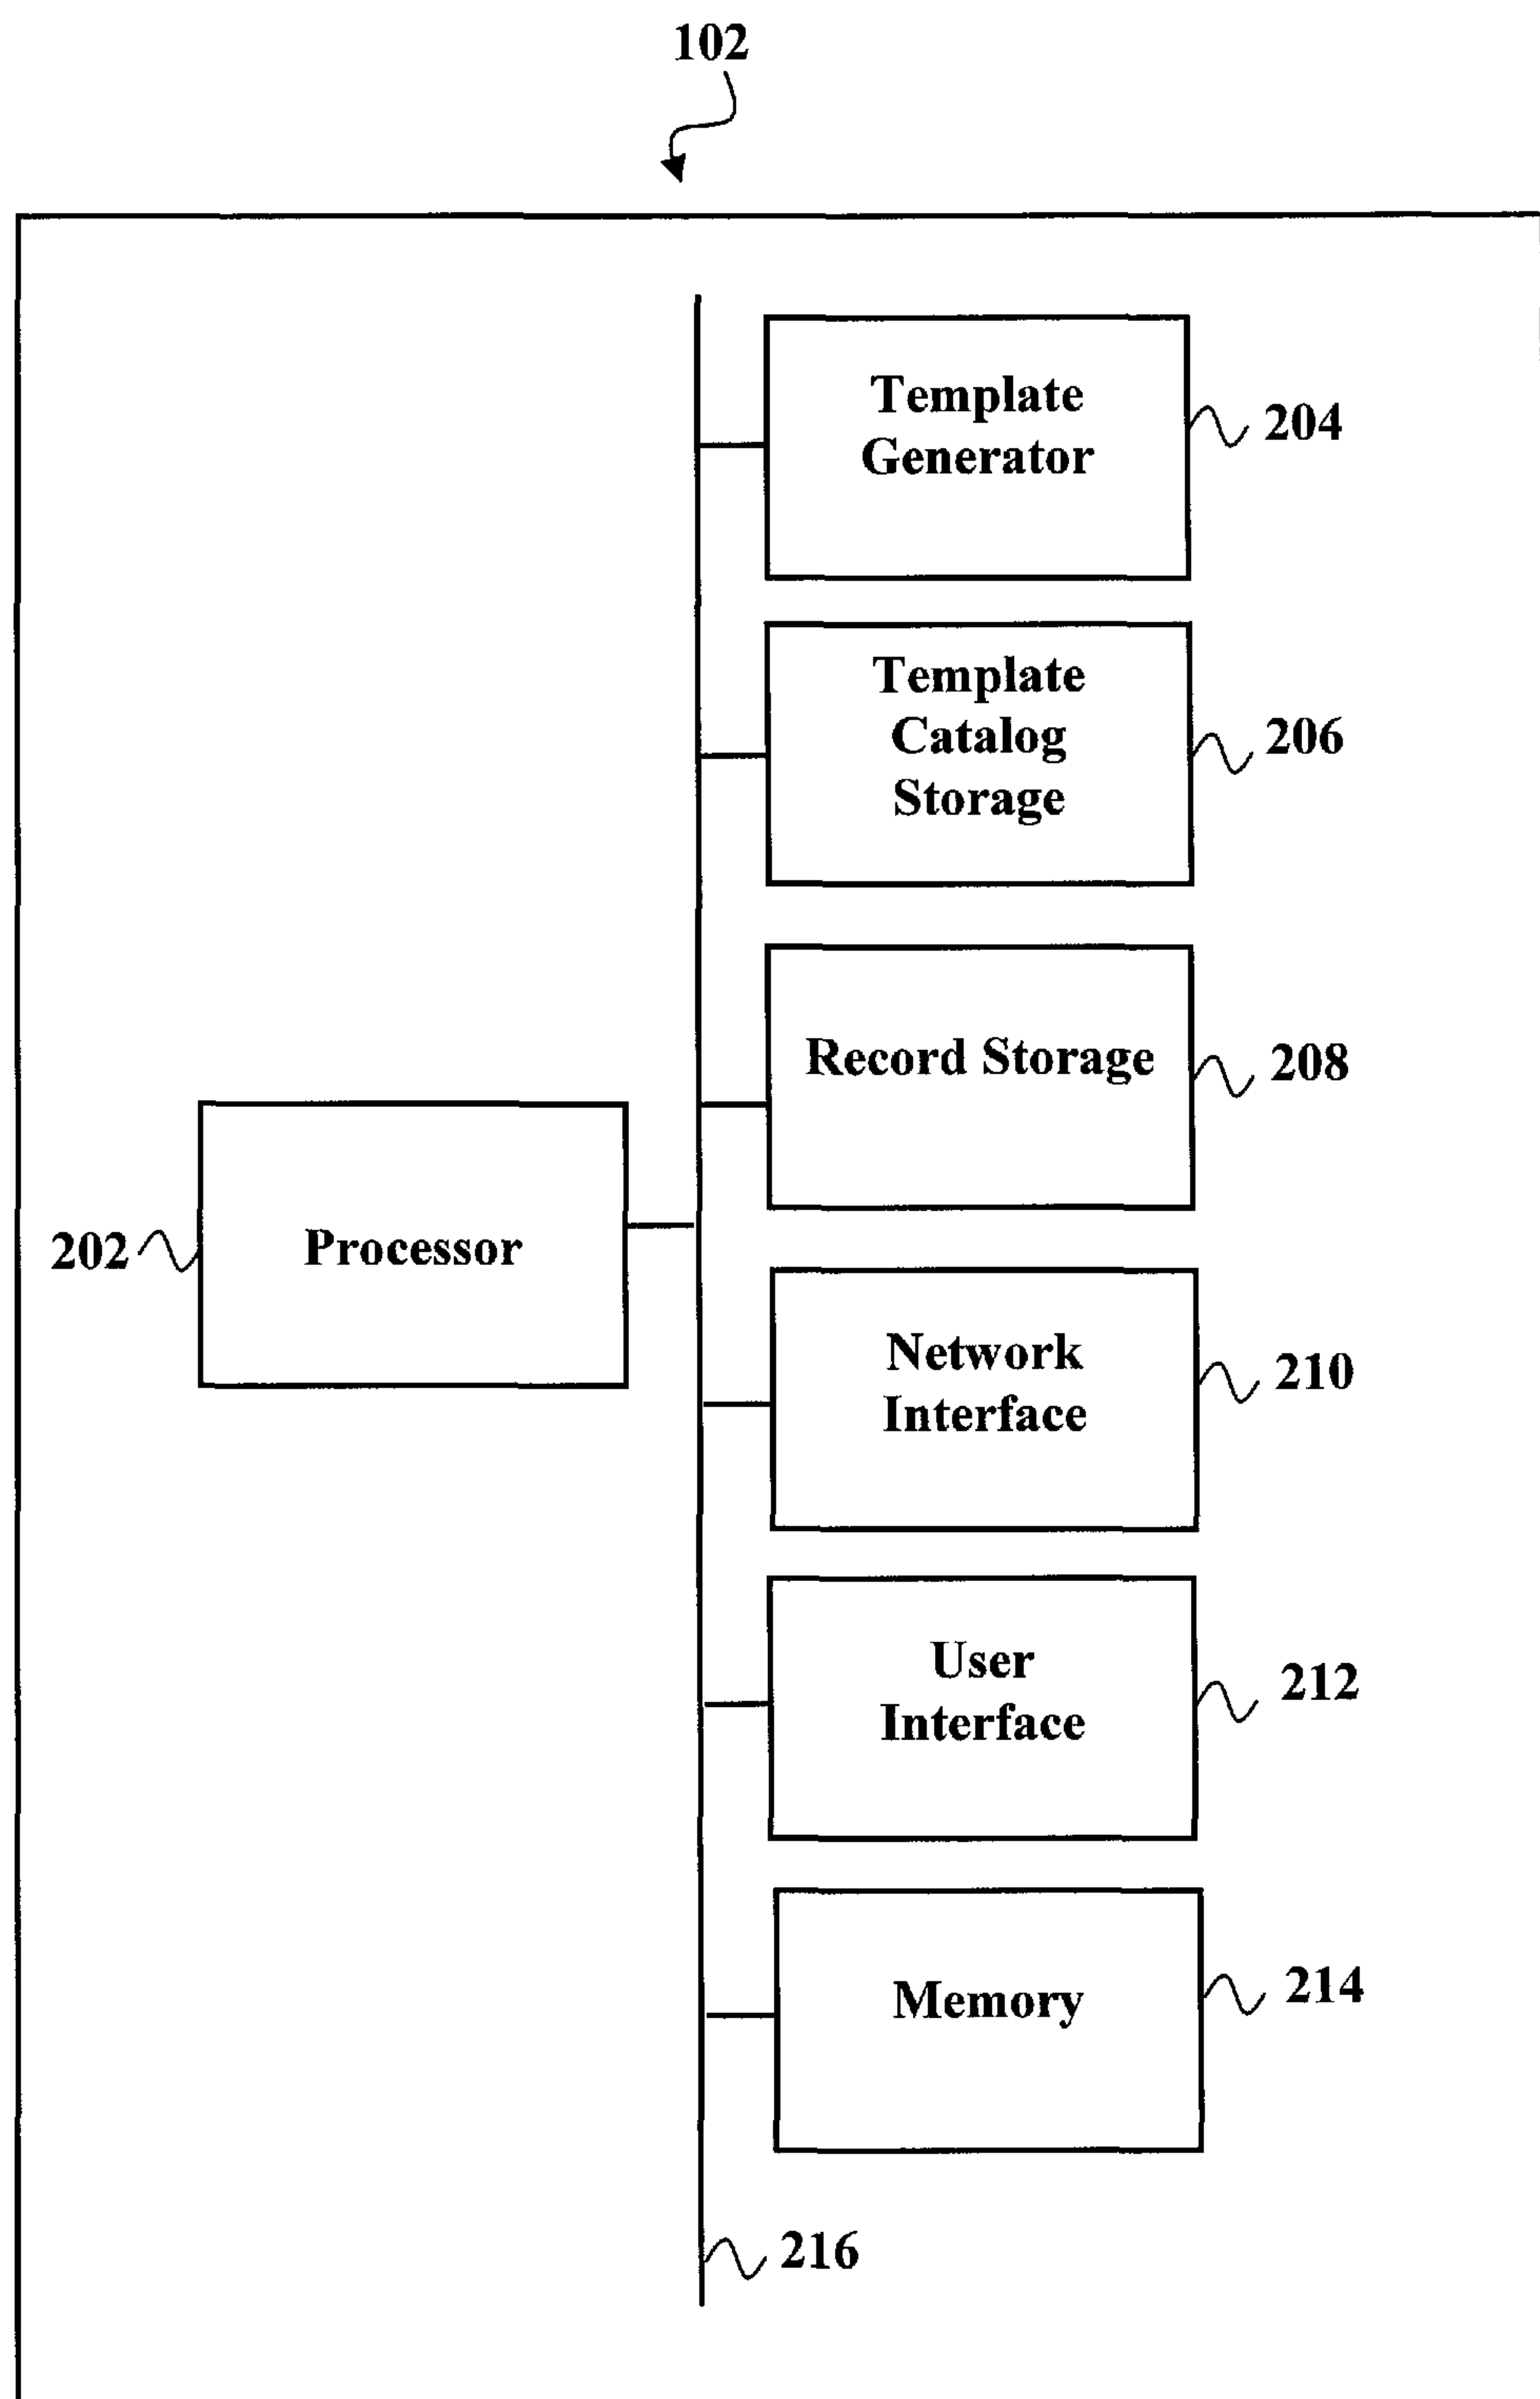 102
Template
Generator
204
Template
Catalog
Storage
206
Record Storage
208
202
Processor
Network
Interface
210
User
Interface
212
Memory
214
216